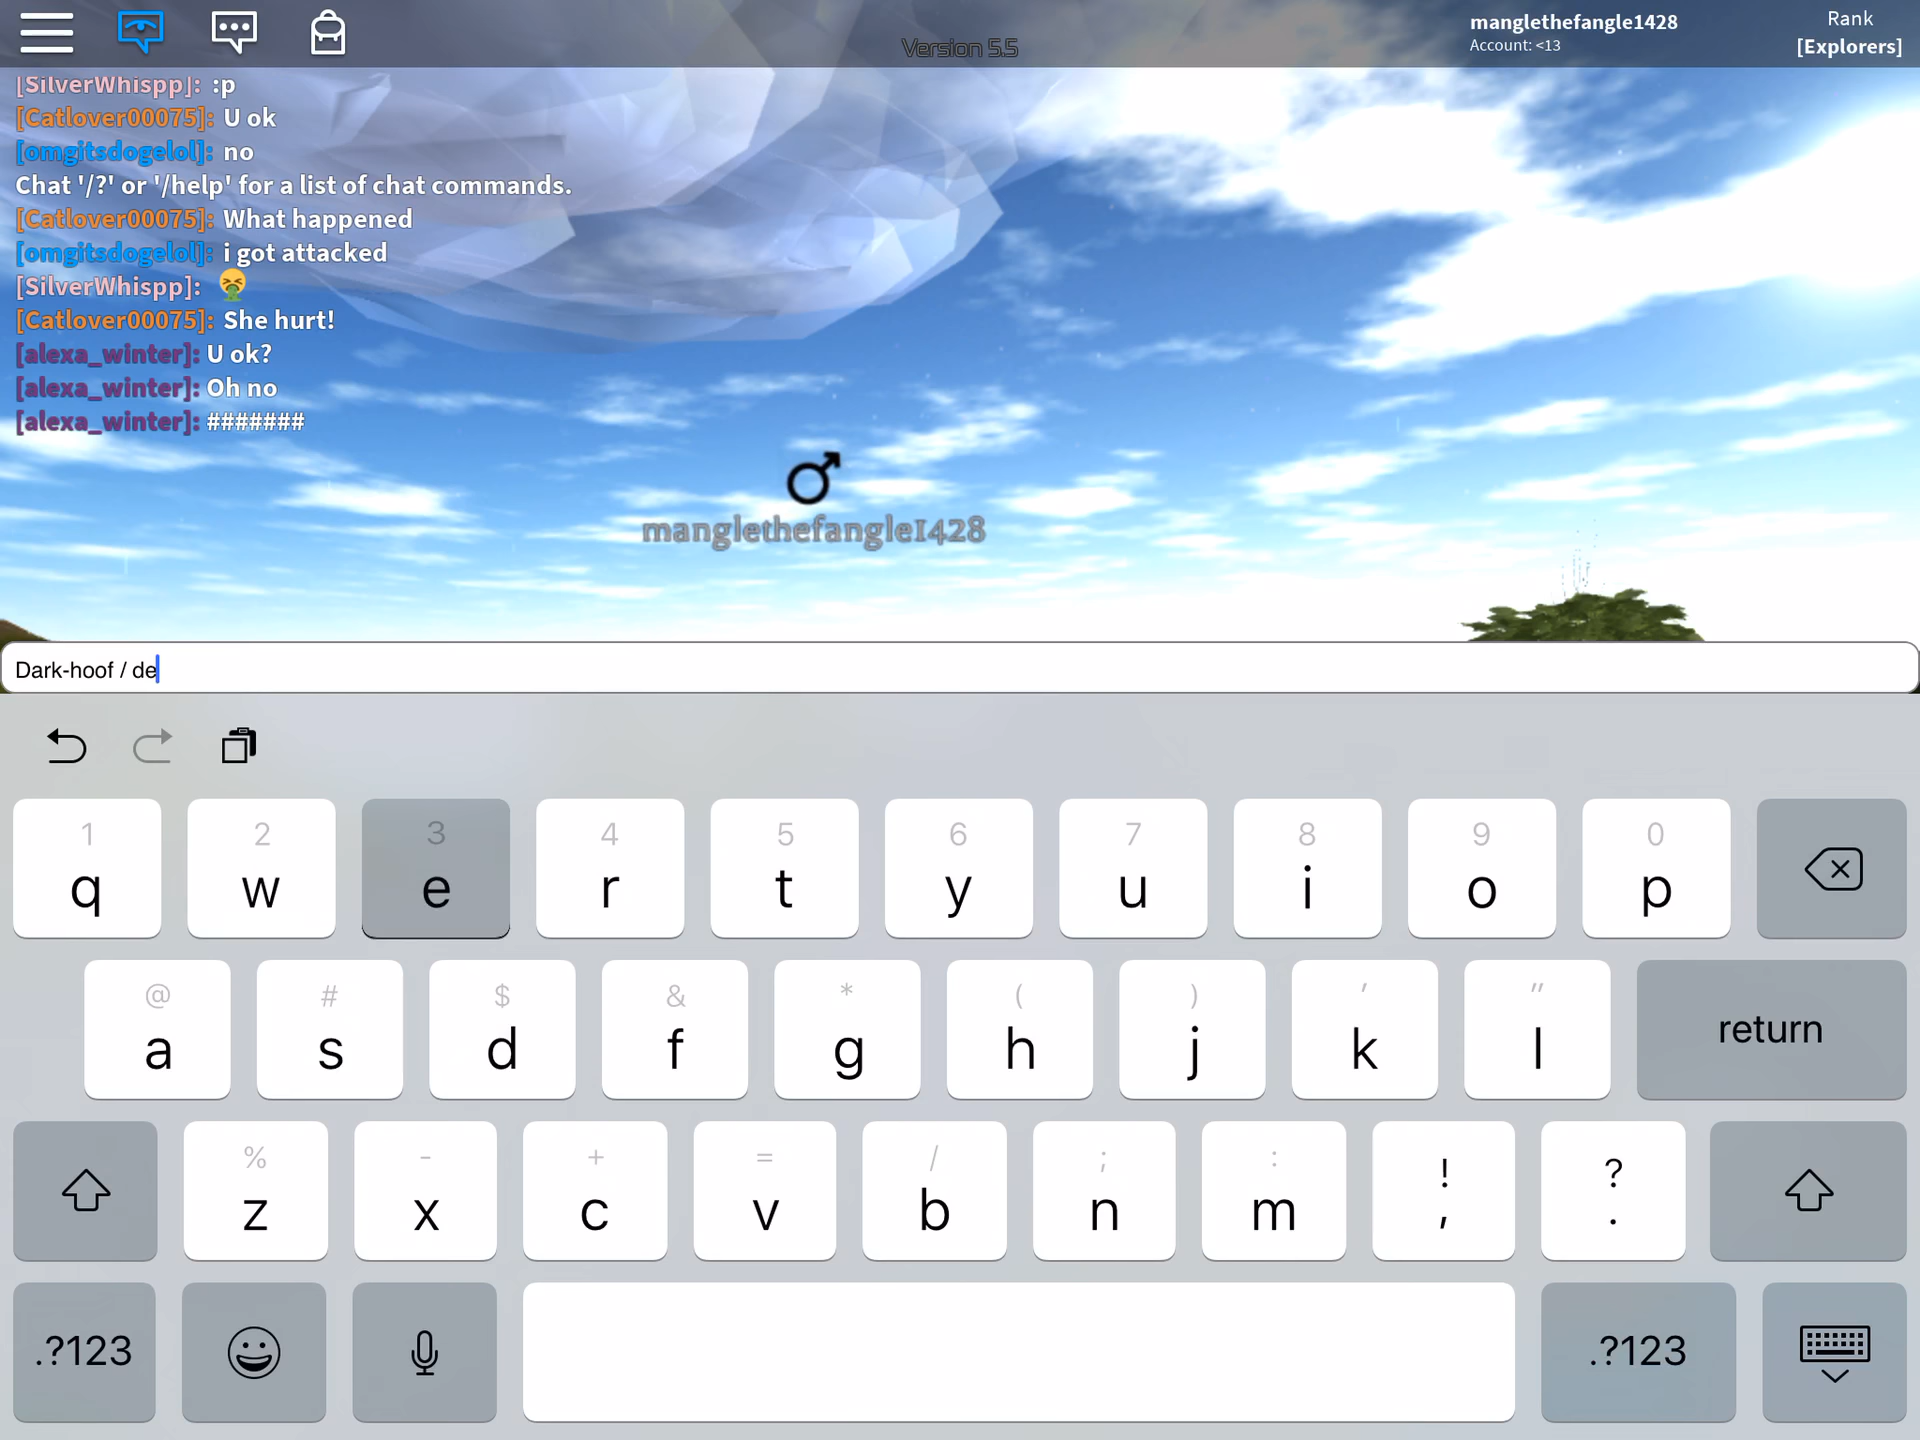 Version 5.5
manglethefangle1428
Account: <13
Rank
[Explorers]
[SilverWhispp]: :p
[Catlover00075]: U ok
[omgitsdogelol]: no
Chat '/?' or '/help' for a list of chat commands.
[Catlover00075]: What happened
[omgitsdogelol]: i got attacked
[SilverWhispp]: 🤮
[Catlover00075]: She hurt!
[alexa_winter]: U ok?
[alexa_winter]: Oh no
[alexa_winter]: #######
manglethefangle1428
Dark-hoof / de
1 2 3 4 5 6 7 8 9 0
q w e r t y u i o p
@ # $ & * ( ) ' "
a s d f g h j k l return
% - + = / ; : ! ?
z x c v b n m , .
.?123 .?123